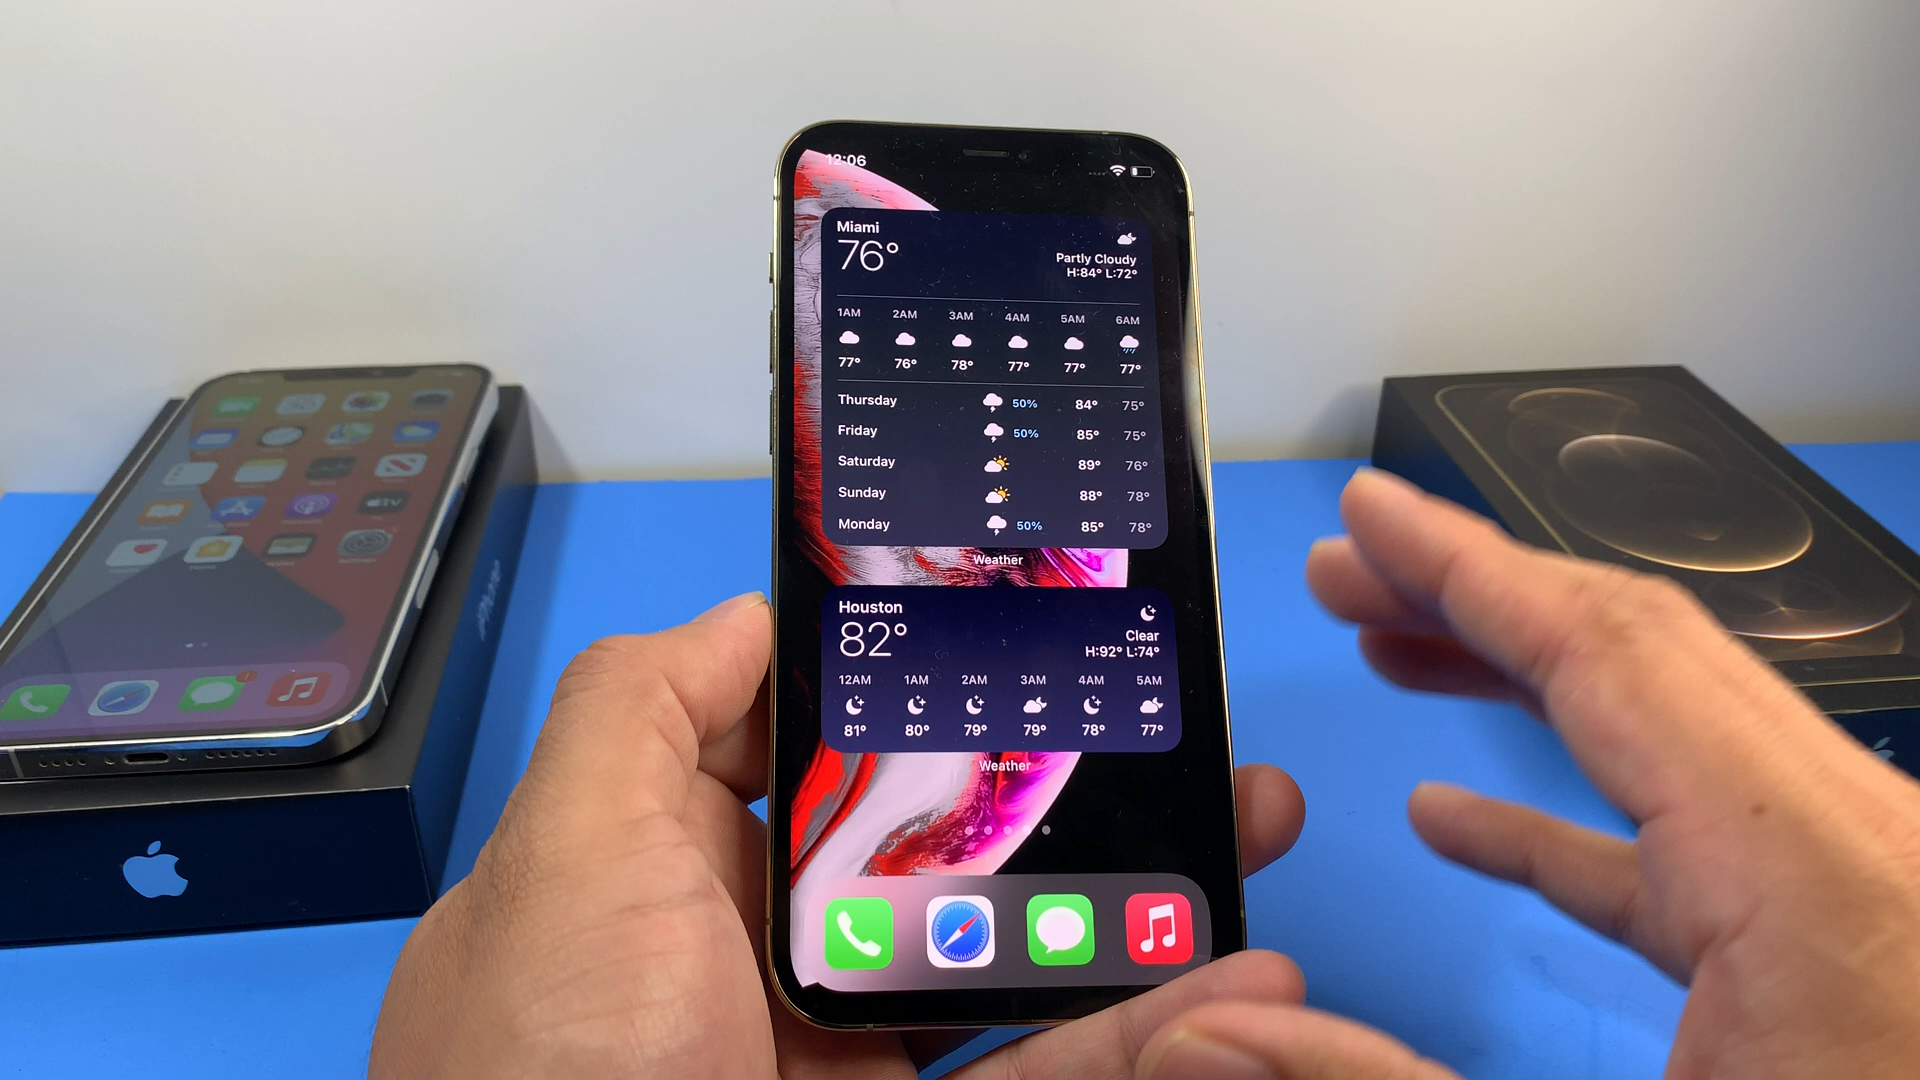 12:06
Miami
76°
Partly Cloudy
H:84° L:72°
1AM 2AM 3AM 4AM 5AM 6AM
77° 76° 78° 77° 77° 77°
Thursday 50% 84° 75°
Friday 50% 85° 75°
Saturday 89° 76°
Sunday 88° 78°
Monday 50% 85° 78°
Weather
Houston
82°
Clear
H:92° L:74°
12AM 1AM 2AM 3AM 4AM 5AM
81° 80° 79° 79° 78° 77°
Weather
iPhone
tv